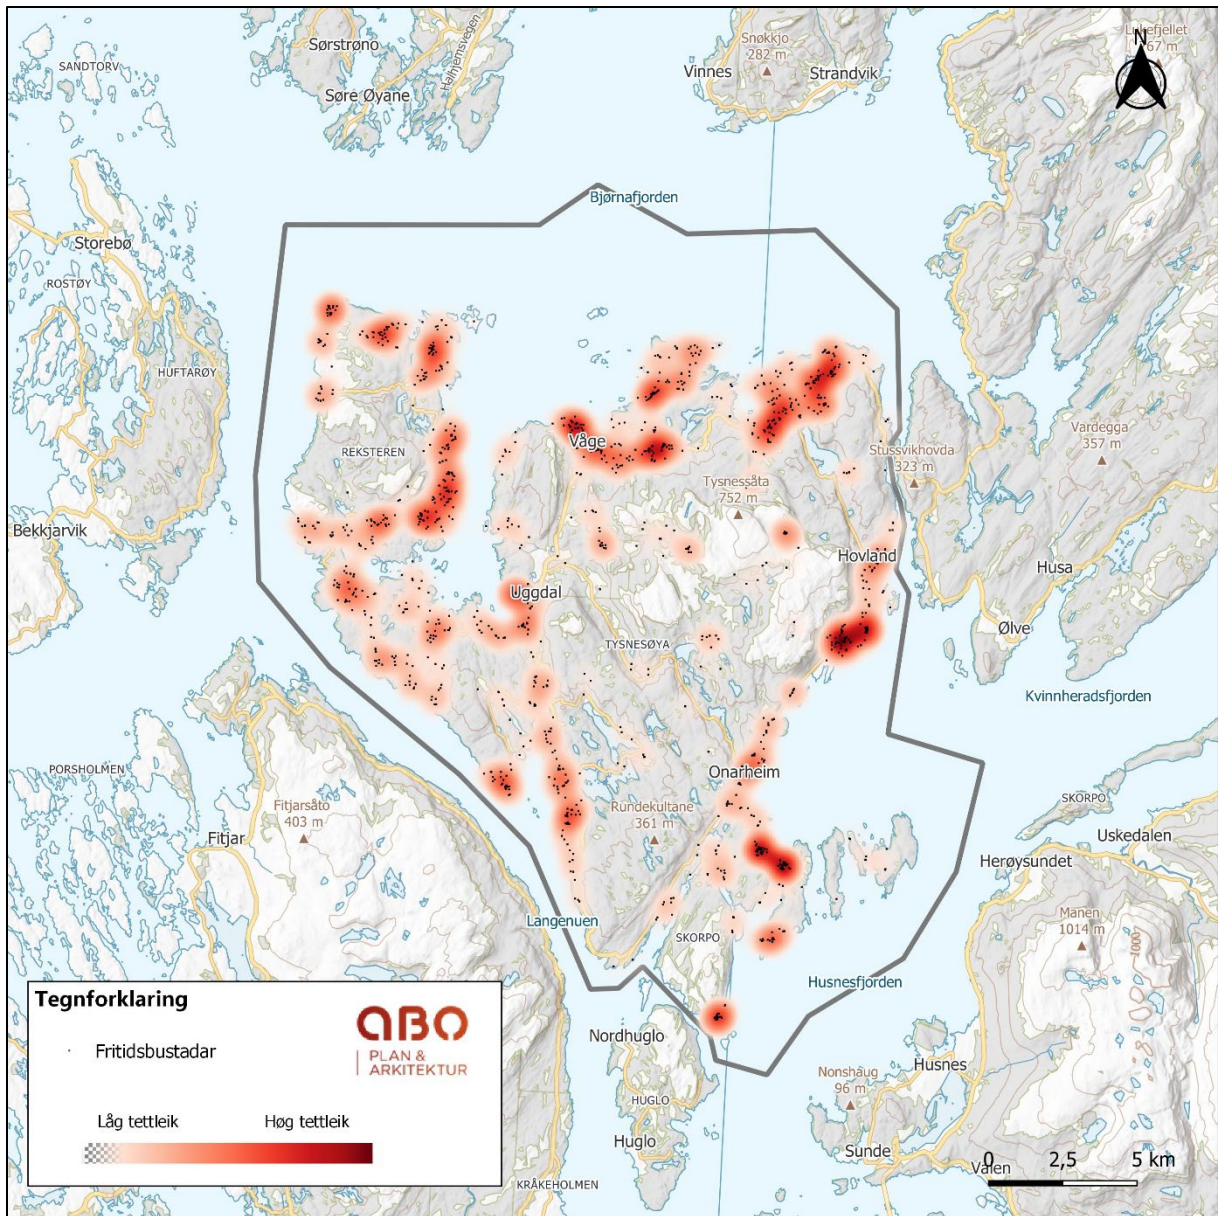 Sørstrøno
SANDTORV
Halhjemsvegen
Søre Øyane
Snøkkjo
282 m
Vinnes
Strandvik
N
67 m
Bjørnafjorden
Storebø
ROSTØY
HUFTARØY
Våge
REKSTEREN
Vardegga
357 m
Stussvikhovda
323 m
Tysnessåta
752 m
Bekkjarvik
Hovland
Husa
Uggdal
Ølve
TYSNESØYA
Kvinnheradsfjorden
PORSHOLMEN
Onarheim
Fitjarsåto
403 m
Rundekultane
361 m
SKORPO
Fitjar
Uskedalen
Herøysundet
Langenuen
Manen
1014 m
1000
SKORPO
Husnesfjorden
Tegnforklaring
Fritidsbustadar
ABO
PLAN &
ARKITEKTUR
Låg tettleik
Høg tettleik
Nordhuglo
Husnes
Nonshaug
96 m
HUGLO
Huglo
Sunde
Valen
KRÅKEHOLMEN
0 2,5 5 km